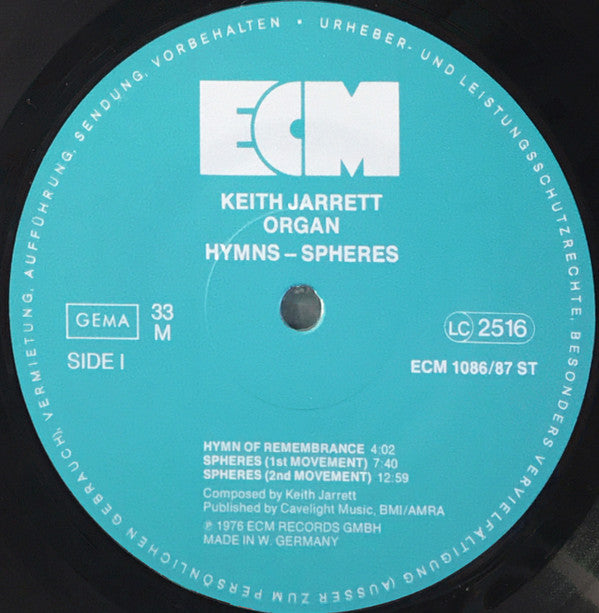 URHEBER- UND LEISTUNGSSCHUTZRECHTE, BESONDERS VERVIELFÄLTIGUNG (AUSSER ZUM PERSÖNLICHEN GEBRAUCH), VERMIETUNG, AUFFÜHRUNG, SENDUNG, VORBEHALTEN •
ECM
KEITH JARRETT
ORGAN
HYMNS – SPHERES
GEMA 33 M
SIDE I
LC 2516
ECM 1086/87 ST
HYMN OF REMEMBRANCE 4:02
SPHERES (1st MOVEMENT) 7:40
SPHERES (2nd MOVEMENT) 12:59
Composed by Keith Jarrett
Published by Cavelight Music, BMI/AMRA
℗ 1976 ECM RECORDS GMBH
MADE IN W. GERMANY